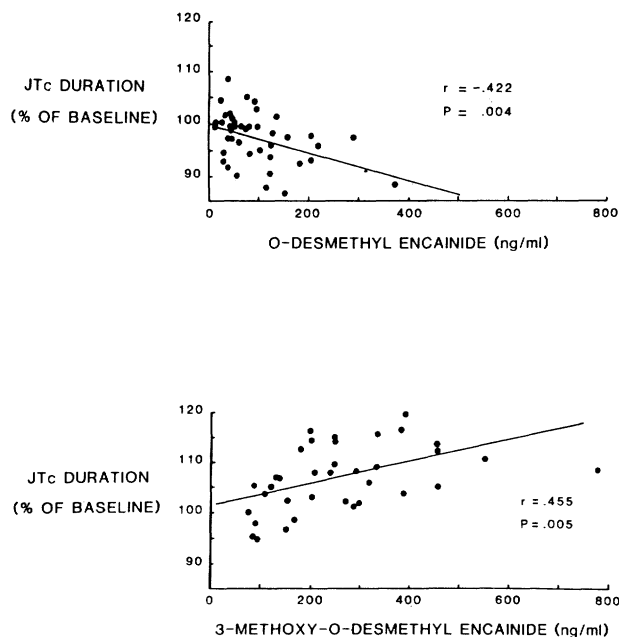 120
110
JTc DURATION
(% OF BASELINE)
100
90
r = -.422
P = .004
0 200 400 600 800
O-DESMETHYL ENCAINIDE (ng/ml)
120
110
JTc DURATION
(% OF BASELINE)
100
90
r = .455
P=.005
0 200 400 600 800
3-METHOXY-O-DESMETHYL ENCAINIDE (ng/ml)